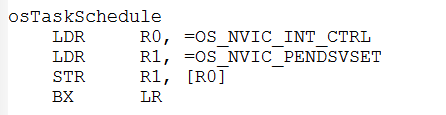 osTaskSchedule
LDR R0, =OS_NVIC_INT_CTRL
LDR R1, =OS_NVIC_PENDSVSET
STR R1, [R0]
BX LR